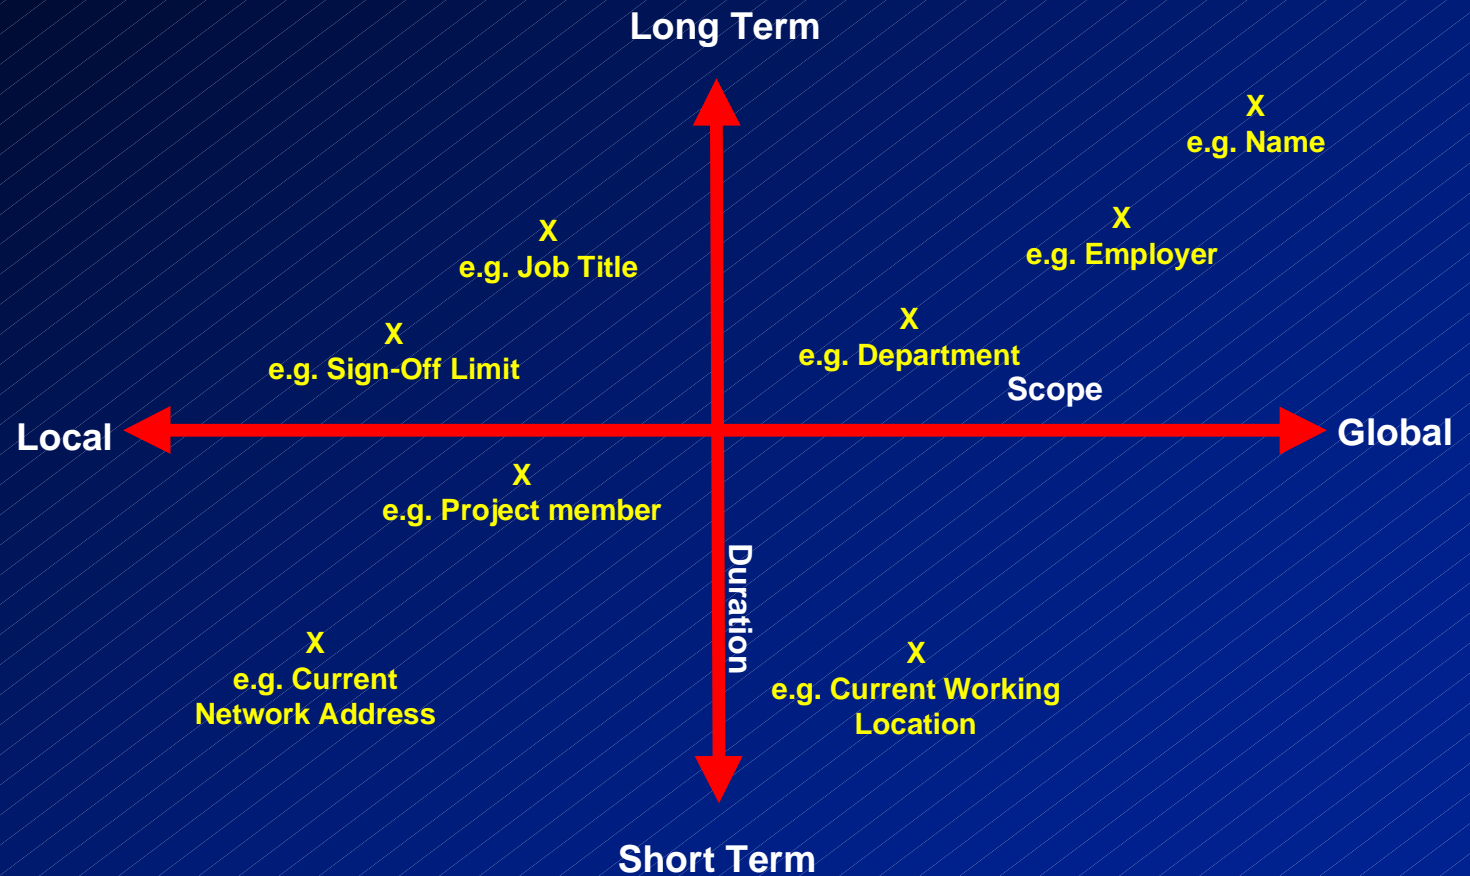 Long Term
X
e.g. Name
X
e.g. Employer
X
e.g. Job Title
X
e.g. Department
X
e.g. Sign-Off Limit
Scope
Local
Global
X
e.g. Project member
Duration
X
e.g. Current
Network Address
X
e.g. Current Working
Location
Short Term